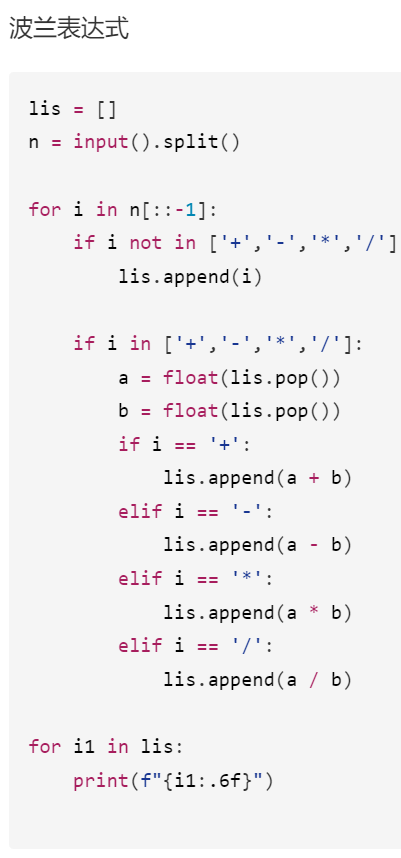 波兰表达式
lis = []
n = input().split()
for i in n[::-1]:
    if i not in ['+','-','*','/']
        lis.append(i)
    if i in ['+','-','*','/']:
        a = float(lis.pop())
        b = float(lis.pop())
        if i == '+':
            lis.append(a + b)
        elif i == '-':
            lis.append(a - b)
        elif i == '*':
            lis.append(a * b)
        elif i == '/':
            lis.append(a / b)
for i1 in lis:
    print(f"{i1:.6f}")